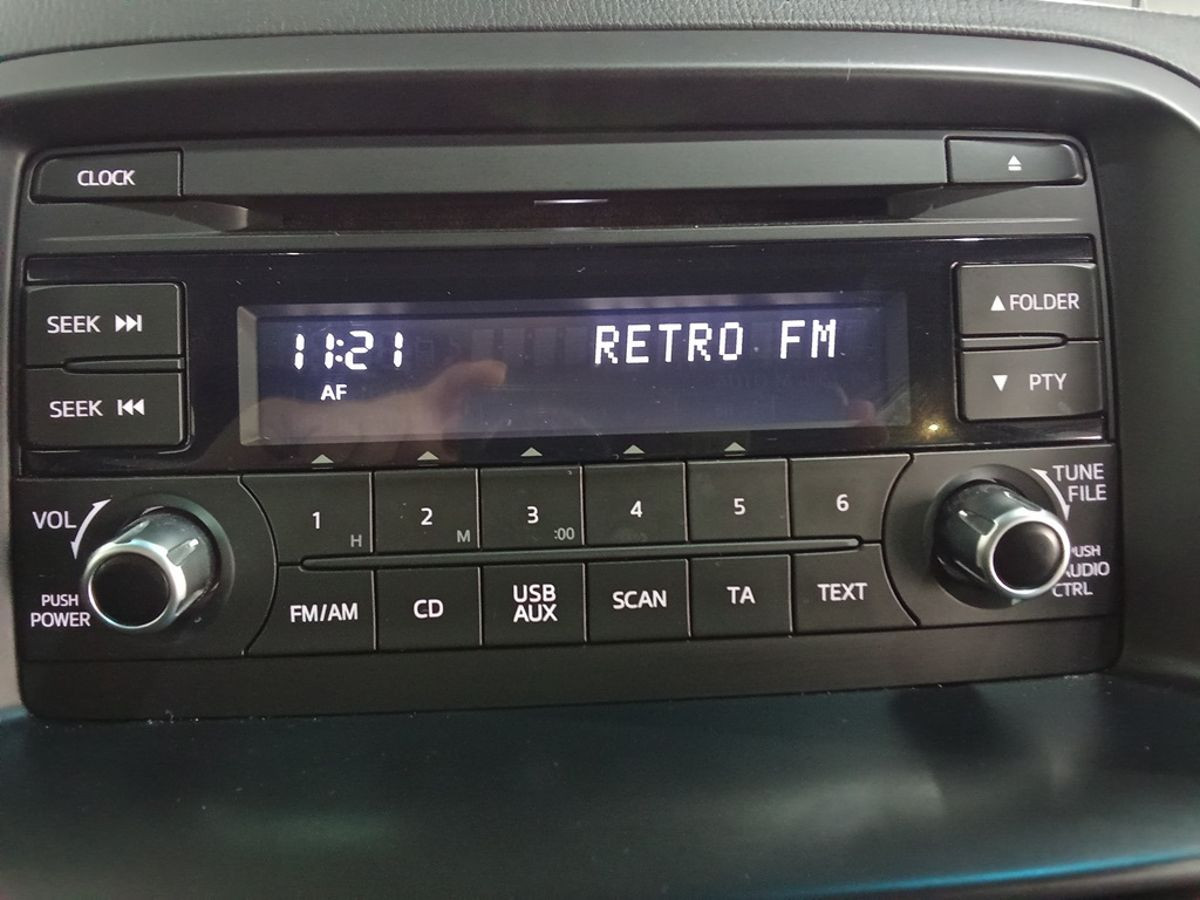 CLOCK
SEEK
SEEK
11:21
RETRO FM
AF
FOLDER
PTY
VOL
PUSH
POWER
1
H
2
M
3
:00
4
5
6
FM/AM
CD
USB
AUX
SCAN
TA
TEXT
TUNE
FILE
PUSH
AUDIO
CTRL